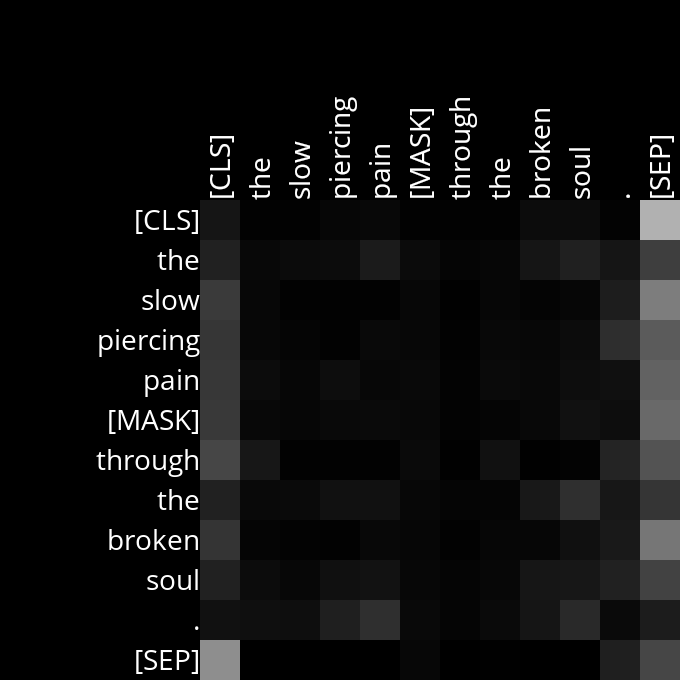 [CLS] the slow piercing pain [MASK] through the broken soul . [SEP]
[CLS]
the
slow
piercing
pain
[MASK]
through
the
broken
soul
.
[SEP]